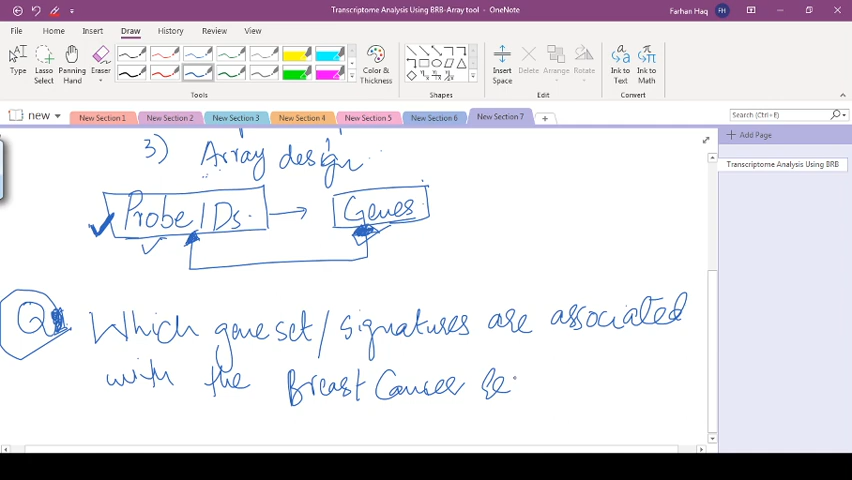 Transcriptome Analysis Using BRB-Array tool - OneNote
Farhan Haq
FH
File Home Insert Draw History Review View
Type
Lasso Select
Panning Hand
Eraser
Color & Thickness
Insert Space
Delete
Arrange
Rotate
Ink to Text
Ink to Math
Tools
Shapes
Edit
Convert
new
New Section 1
New Section 2
New Section 3
New Section 4
New Section 5
New Section 6
New Section 7
Search (Ctrl+E)
Add Page
Transcriptome Analysis Using BRB
3) Array design
Probe IDs. → Genes
Q. Which gene set / signatures are associated
with the Breast Cancer